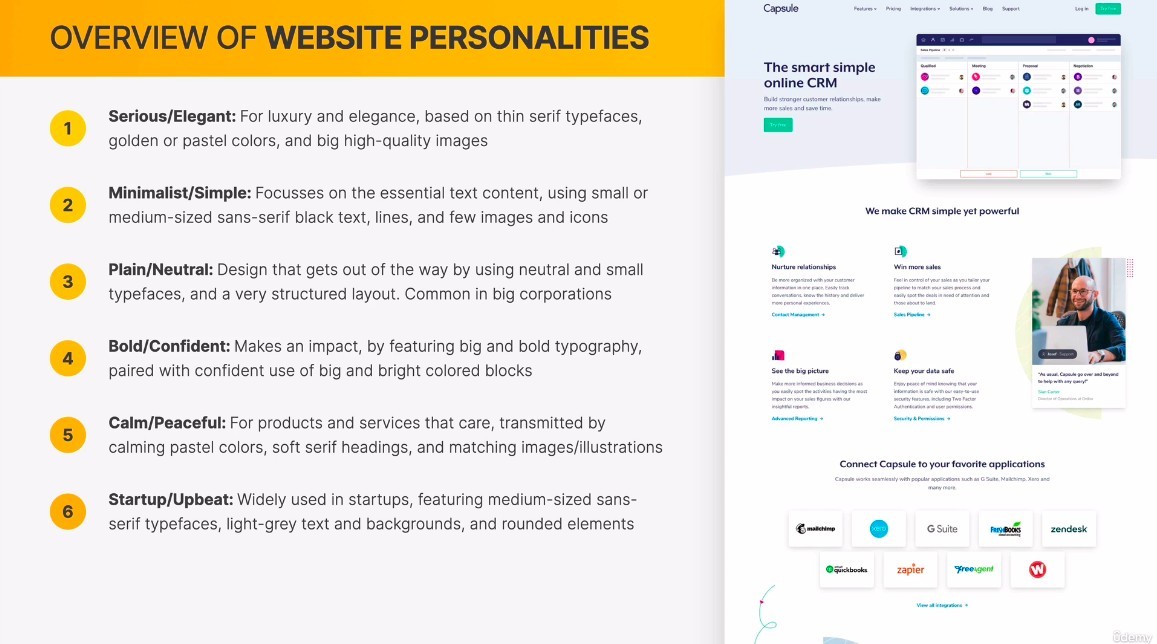 OVERVIEW OF WEBSITE PERSONALITIES
1
Serious/Elegant: For luxury and elegance, based on thin serif typefaces,
golden or pastel colors, and big high-quality images
2
Minimalist/Simple: Focusses on the essential text content, using small or
medium-sized sans-serif black text, lines, and few images and icons
3
Plain/Neutral: Design that gets out of the way by using neutral and small
typefaces, and a very structured layout. Common in big corporations
4
Bold/Confident: Makes an impact, by featuring big and bold typography,
paired with confident use of big and bright colored blocks
5
Calm/Peaceful: For products and services that care, transmitted by
calming pastel colors, soft serif headings, and matching images/illustrations
6
Startup/Upbeat: Widely used in startups, featuring medium-sized sans-
serif typefaces, light-grey text and backgrounds, and rounded elements
Capsule
Features Pricing Integrations Solutions Blog Support Log in
The smart simple
online CRM
Build stronger customer relationships, make
more sales and save time.
Try free
Qualified Meeting Proposal Negotiation
We make CRM simple yet powerful
Nurture relationships
Be more organized with your customer
information in one place. Easily track
conversations, know the history and deliver
more personal experiences.
Contact Management →
Win more sales
Feel in control of your sales as you tailor your
pipeline to match your sales process and
easily spot the deals in need of attention and
those about to land.
Sales Pipeline →
See the big picture
Make more informed business decisions as
you easily spot the activities having the most
impact on your sales figures with our
insightful reports.
Advanced Reporting →
Keep your data safe
Enjoy peace of mind knowing that your
information is safe with our easy-to-use
security features, including Two Factor
Authentication and user permissions.
Security & Permissions →
"As usual, Capsule go over and beyond
to help with any query!"
Connect Capsule to your favorite applications
Capsule works seamlessly with popular applications such as G Suite, Mailchimp, Xero and
many more.
mailchimp
xero
G Suite
FreshBooks
zendesk
quickbooks
zapier
freeagent
View all integrations →
ûdemy